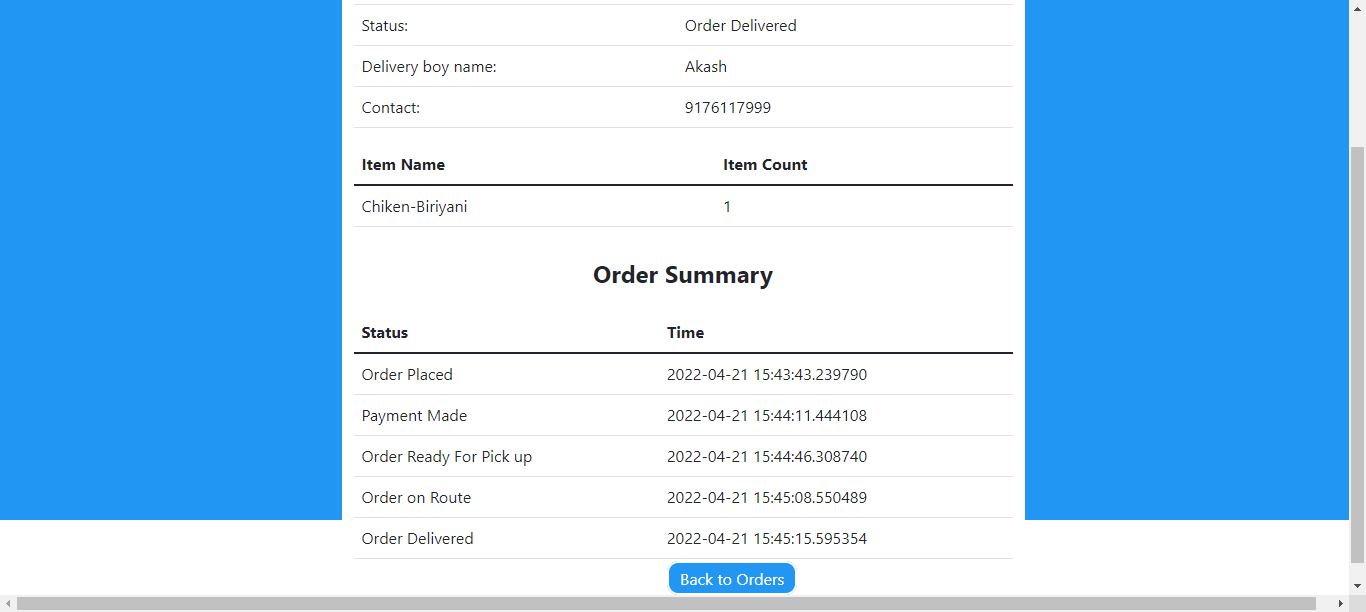 Status: Order Delivered
Delivery boy name: Akash
Contact: 9176117999
Item Name Item Count
Chiken-Biriyani 1
Order Summary
Status Time
Order Placed 2022-04-21 15:43:43.239790
Payment Made 2022-04-21 15:44:11.444108
Order Ready For Pick up 2022-04-21 15:44:46.308740
Order on Route 2022-04-21 15:45:08.550489
Order Delivered 2022-04-21 15:45:15.595354
Back to Orders